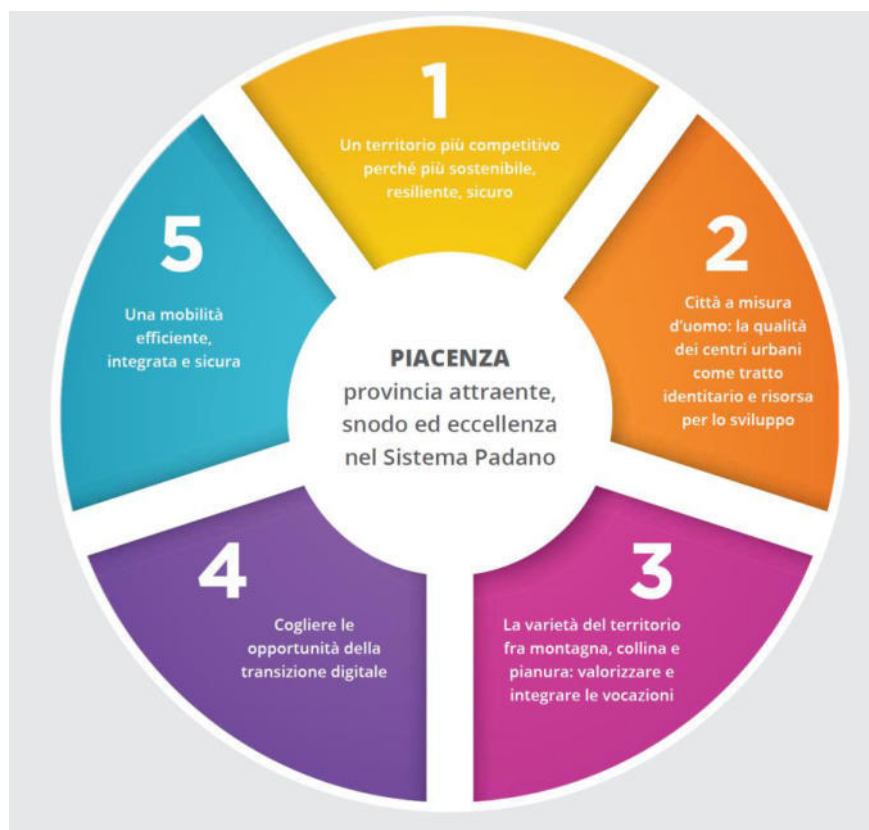 1
Un territorio più competitivo
perché più sostenibile,
resiliente, sicuro
2
Città a misura
d'uomo: la qualità
dei centri urbani
come tratto
identitario e risorsa
per lo sviluppo
3
La varietà del territorio
fra montagna, collina e
pianura: valorizzare e
integrare le vocazioni
4
Cogliere le
opportunità della
transizione digitale
5
Una mobilità
efficiente,
integrata e sicura
PIACENZA
provincia attraente,
snodo ed eccellenza
nel Sistema Padano